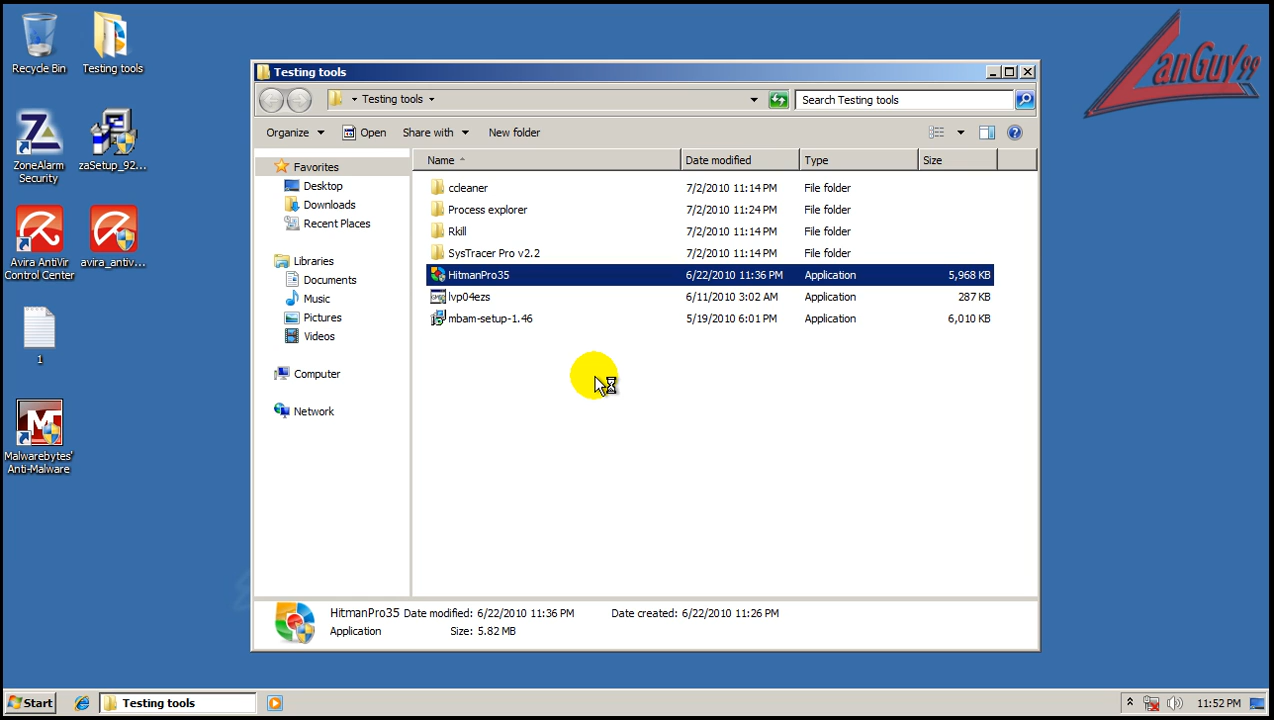 Recycle Bin
Testing tools
ZoneAlarm
Security
zaSetup_92...
Avira AntiVir
Control Center
avira_antiv...
1
Malwarebytes'
Anti-Malware
LanGuy99
Testing tools
Testing tools
Search Testing tools
Organize
Open
Share with
New folder
Favorites
Desktop
Downloads
Recent Places
Libraries
Documents
Music
Pictures
Videos
Computer
Network
Name Date modified Type Size
ccleaner 7/2/2010 11:14 PM File folder
Process explorer 7/2/2010 11:24 PM File folder
Rkill 7/2/2010 11:14 PM File folder
SysTracer Pro v2.2 7/2/2010 11:14 PM File folder
HitmanPro35 6/22/2010 11:36 PM Application 5,968 KB
lvp04ezs 6/11/2010 3:02 AM Application 287 KB
mbam-setup-1.46 5/19/2010 6:01 PM Application 6,010 KB
HitmanPro35 Date modified: 6/22/2010 11:36 PM Date created: 6/22/2010 11:26 PM
Application Size: 5.82 MB
Start
Testing tools
11:52 PM